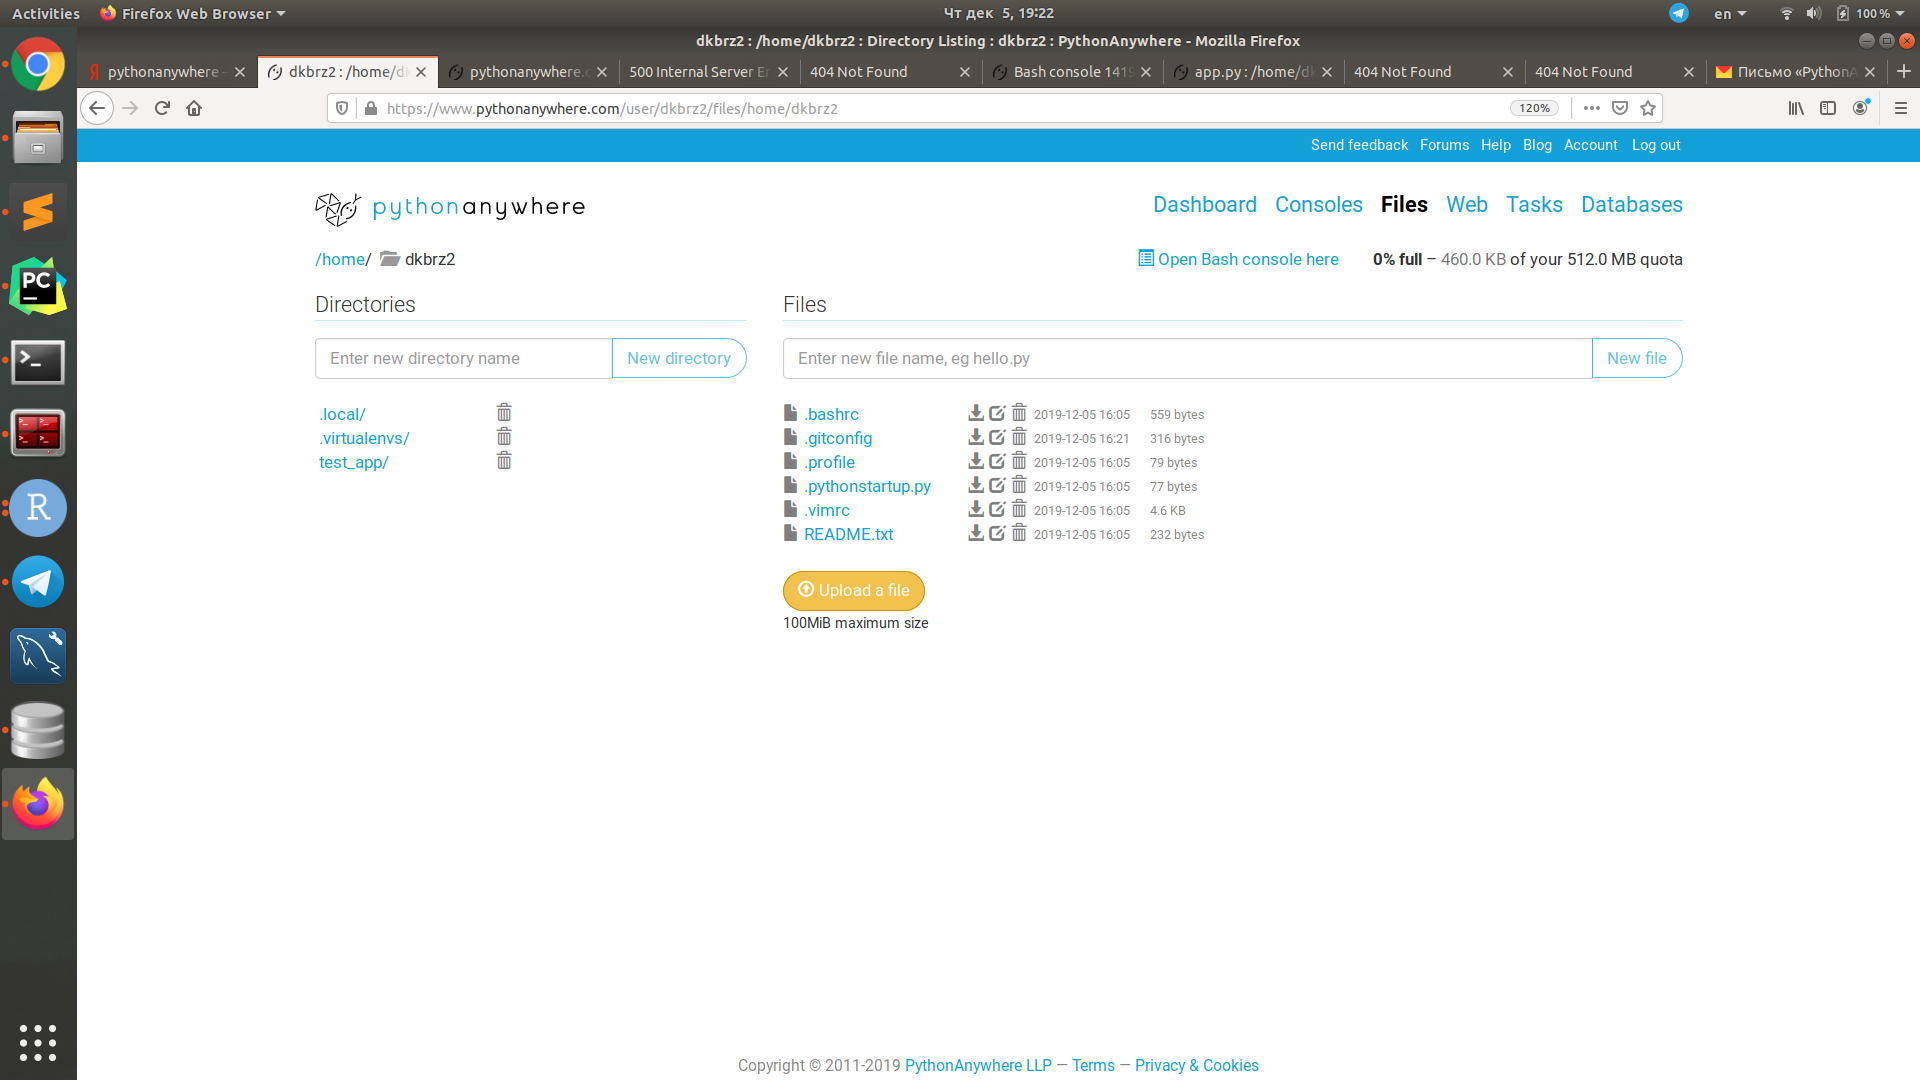 Activities Firefox Web Browser Чт дек 5, 19:22 en 100 %
dkbrz2 : /home/dkbrz2 : Directory Listing : dkbrz2 : PythonAnywhere - Mozilla Firefox
pythonanywhere - dkbrz2 : /home/dk pythonanywhere.c 500 Internal Server Er 404 Not Found Bash console 1419 app.py : /home/dk 404 Not Found 404 Not Found Письмо «PythonA
https://www.pythonanywhere.com/user/dkbrz2/files/home/dkbrz2 120%
Send feedback Forums Help Blog Account Log out
pythonanywhere
Dashboard Consoles Files Web Tasks Databases
/home/ dkbrz2 Open Bash console here 0% full – 460.0 KB of your 512.0 MB quota
Directories
Enter new directory name New directory
.local/
.virtualenvs/
test_app/
Files
Enter new file name, eg hello.py New file
.bashrc 2019-12-05 16:05 559 bytes
.gitconfig 2019-12-05 16:21 316 bytes
.profile 2019-12-05 16:05 79 bytes
.pythonstartup.py 2019-12-05 16:05 77 bytes
.vimrc 2019-12-05 16:05 4.6 KB
README.txt 2019-12-05 16:05 232 bytes
Upload a file
100MiB maximum size
Copyright © 2011-2019 PythonAnywhere LLP — Terms — Privacy & Cookies
PC
R